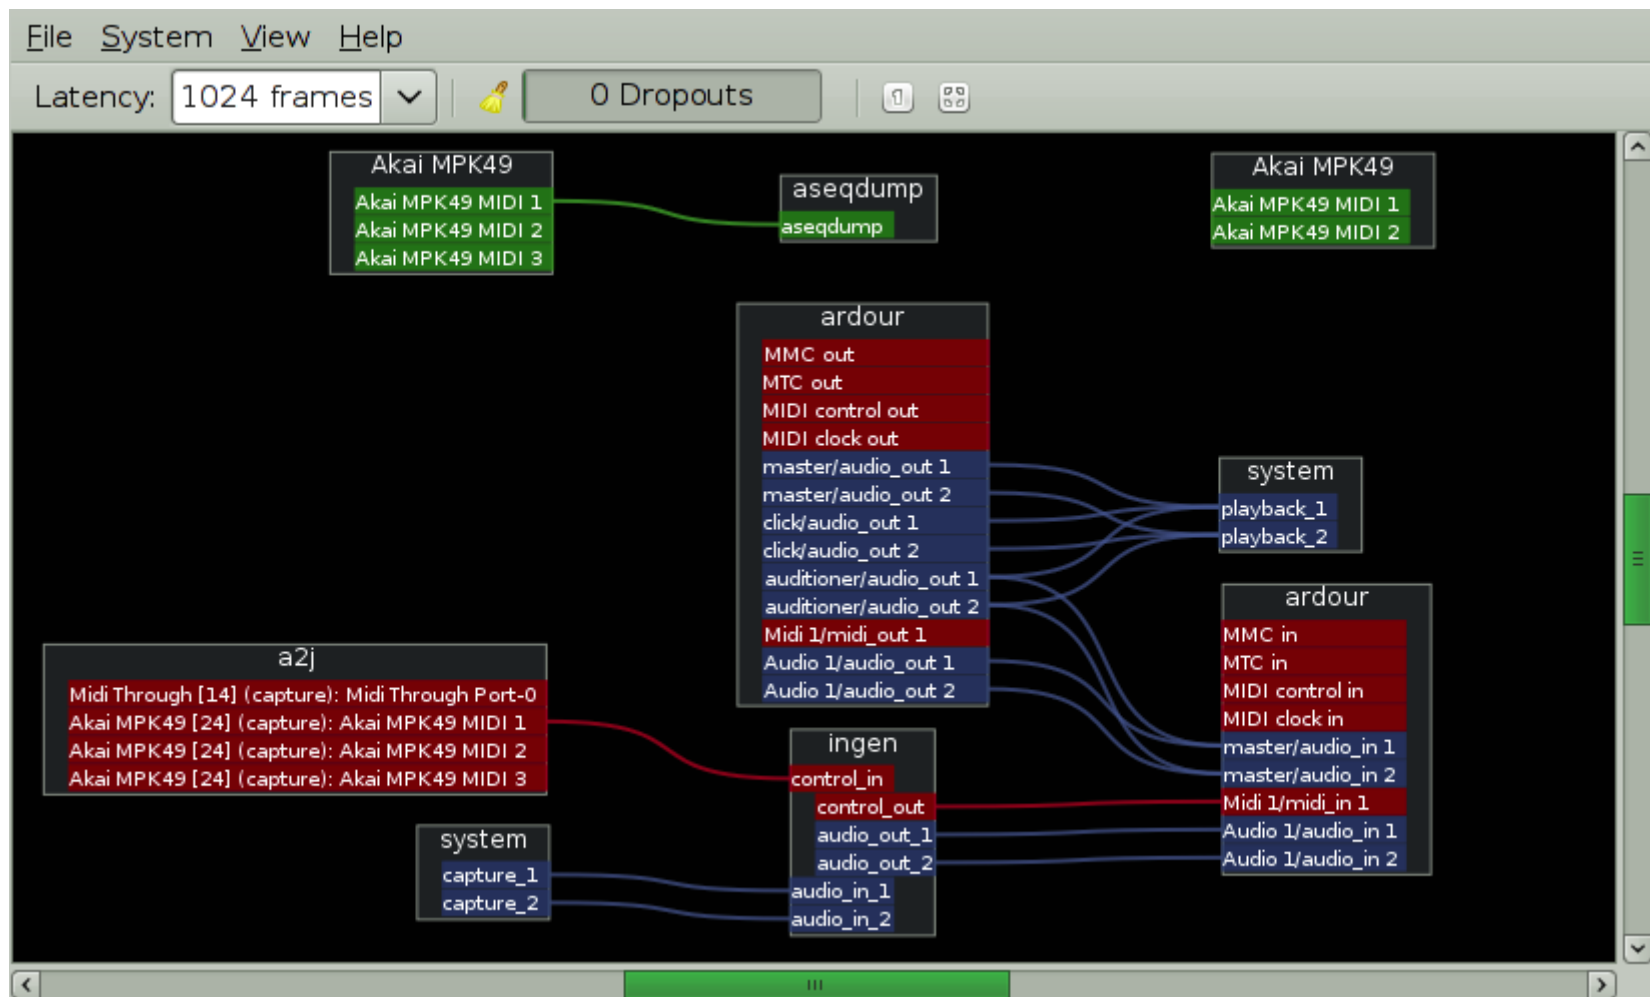 File System View Help
Latency: 1024 frames 0 Dropouts
Akai MPK49
Akai MPK49 MIDI 1
Akai MPK49 MIDI 2
Akai MPK49 MIDI 3
aseqdump
aseqdump
Akai MPK49
Akai MPK49 MIDI 1
Akai MPK49 MIDI 2
ardour
MMC out
MTC out
MIDI control out
MIDI clock out
master/audio_out 1
master/audio_out 2
click/audio_out 1
click/audio_out 2
auditioner/audio_out 1
auditioner/audio_out 2
Midi 1/midi_out 1
Audio 1/audio_out 1
Audio 1/audio_out 2
system
playback_1
playback_2
ardour
MMC in
MTC in
MIDI control in
MIDI clock in
master/audio_in 1
master/audio_in 2
Midi 1/midi_in 1
Audio 1/audio_in 1
Audio 1/audio_in 2
a2j
Midi Through [14] (capture): Midi Through Port-0
Akai MPK49 [24] (capture): Akai MPK49 MIDI 1
Akai MPK49 [24] (capture): Akai MPK49 MIDI 2
Akai MPK49 [24] (capture): Akai MPK49 MIDI 3
ingen
control_in
control_out
audio_out_1
audio_out_2
audio_in_1
audio_in_2
system
capture_1
capture_2